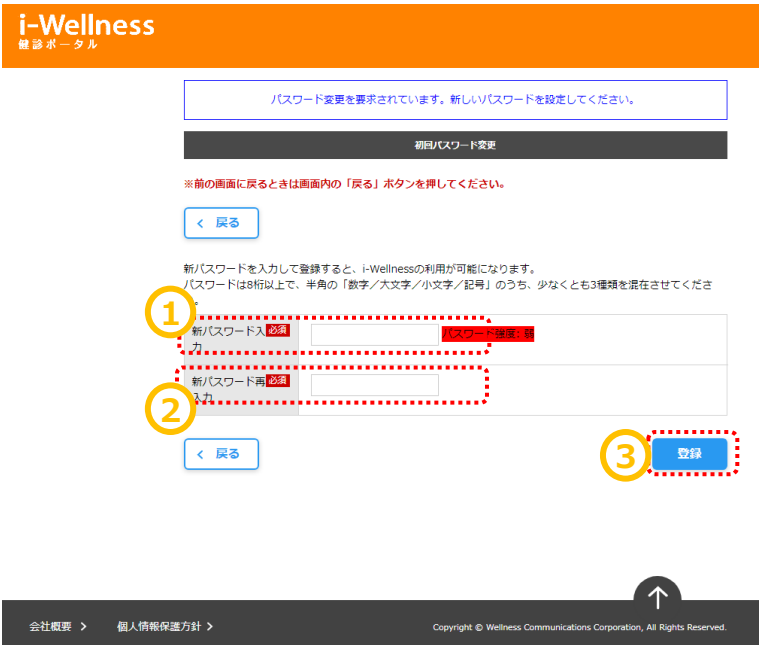 i-Wellness
健診ポータル
パスワード変更を要求されています。新しいパスワードを設定してください。
初回パスワード変更
※前の画面に戻るときは画面内の「戻る」ボタンを押してください。
< 戻る
新パスワードを入力して登録すると、i-Wellnessの利用が可能になります。
パスワードは8桁以上で、半角の「数字／大文字／小文字／記号」のうち、少なくとも3種類を混在させてくださ
。
①
新パスワード入 必須
力
パスワード強度：弱
②
新パスワード再 必須
入力
< 戻る
③
登録
会社概要 >
個人情報保護方針 >
Copyright © Wellness Communications Corporation, All Rights Reserved.